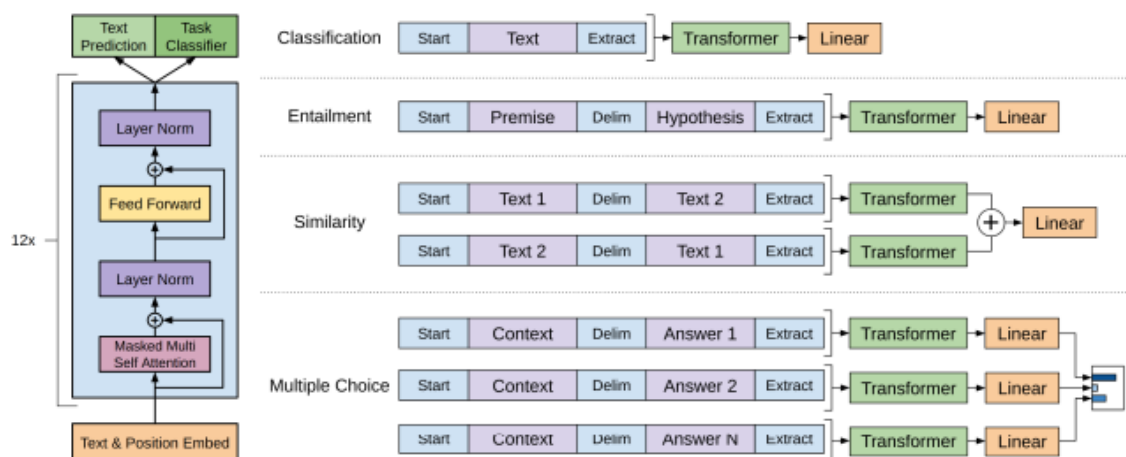 Text Prediction
Task Classifier
12x
Layer Norm
Feed Forward
Layer Norm
Masked Multi
Self Attention
Text & Position Embed
Classification Start Text Extract Transformer Linear
Entailment Start Premise Delim Hypothesis Extract Transformer Linear
Similarity
Start Text 1 Delim Text 2 Extract Transformer
+ Linear
Start Text 2 Delim Text 1 Extract Transformer
Multiple Choice
Start Context Delim Answer 1 Extract Transformer Linear
Start Context Delim Answer 2 Extract Transformer Linear
Start Context Delim Answer N Extract Transformer Linear